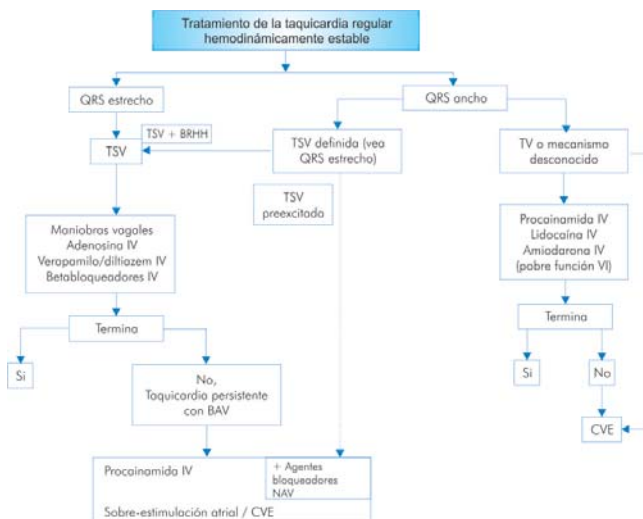 Tratamiento de la taquicardia regular
hemodinámicamente estable
QRS estrecho
QRS ancho
TSV + BRHH
TSV
TSV definida (vea
QRS estrecho)
TV o mecanismo
desconocido
TSV
preexcitada
Maniobras vagales
Adenosina IV
Verapamilo/diltiazem IV
Betabloqueadores IV
Procainamida IV
Lidocaína IV
Amiodarona IV
(pobre función VI)
Termina
Termina
Si
No,
Taquicardia persistente
con BAV
Si
No
CVE
Procainamida IV
+ Agentes
bloqueadores
NAV
Sobre-estimulación atrial / CVE